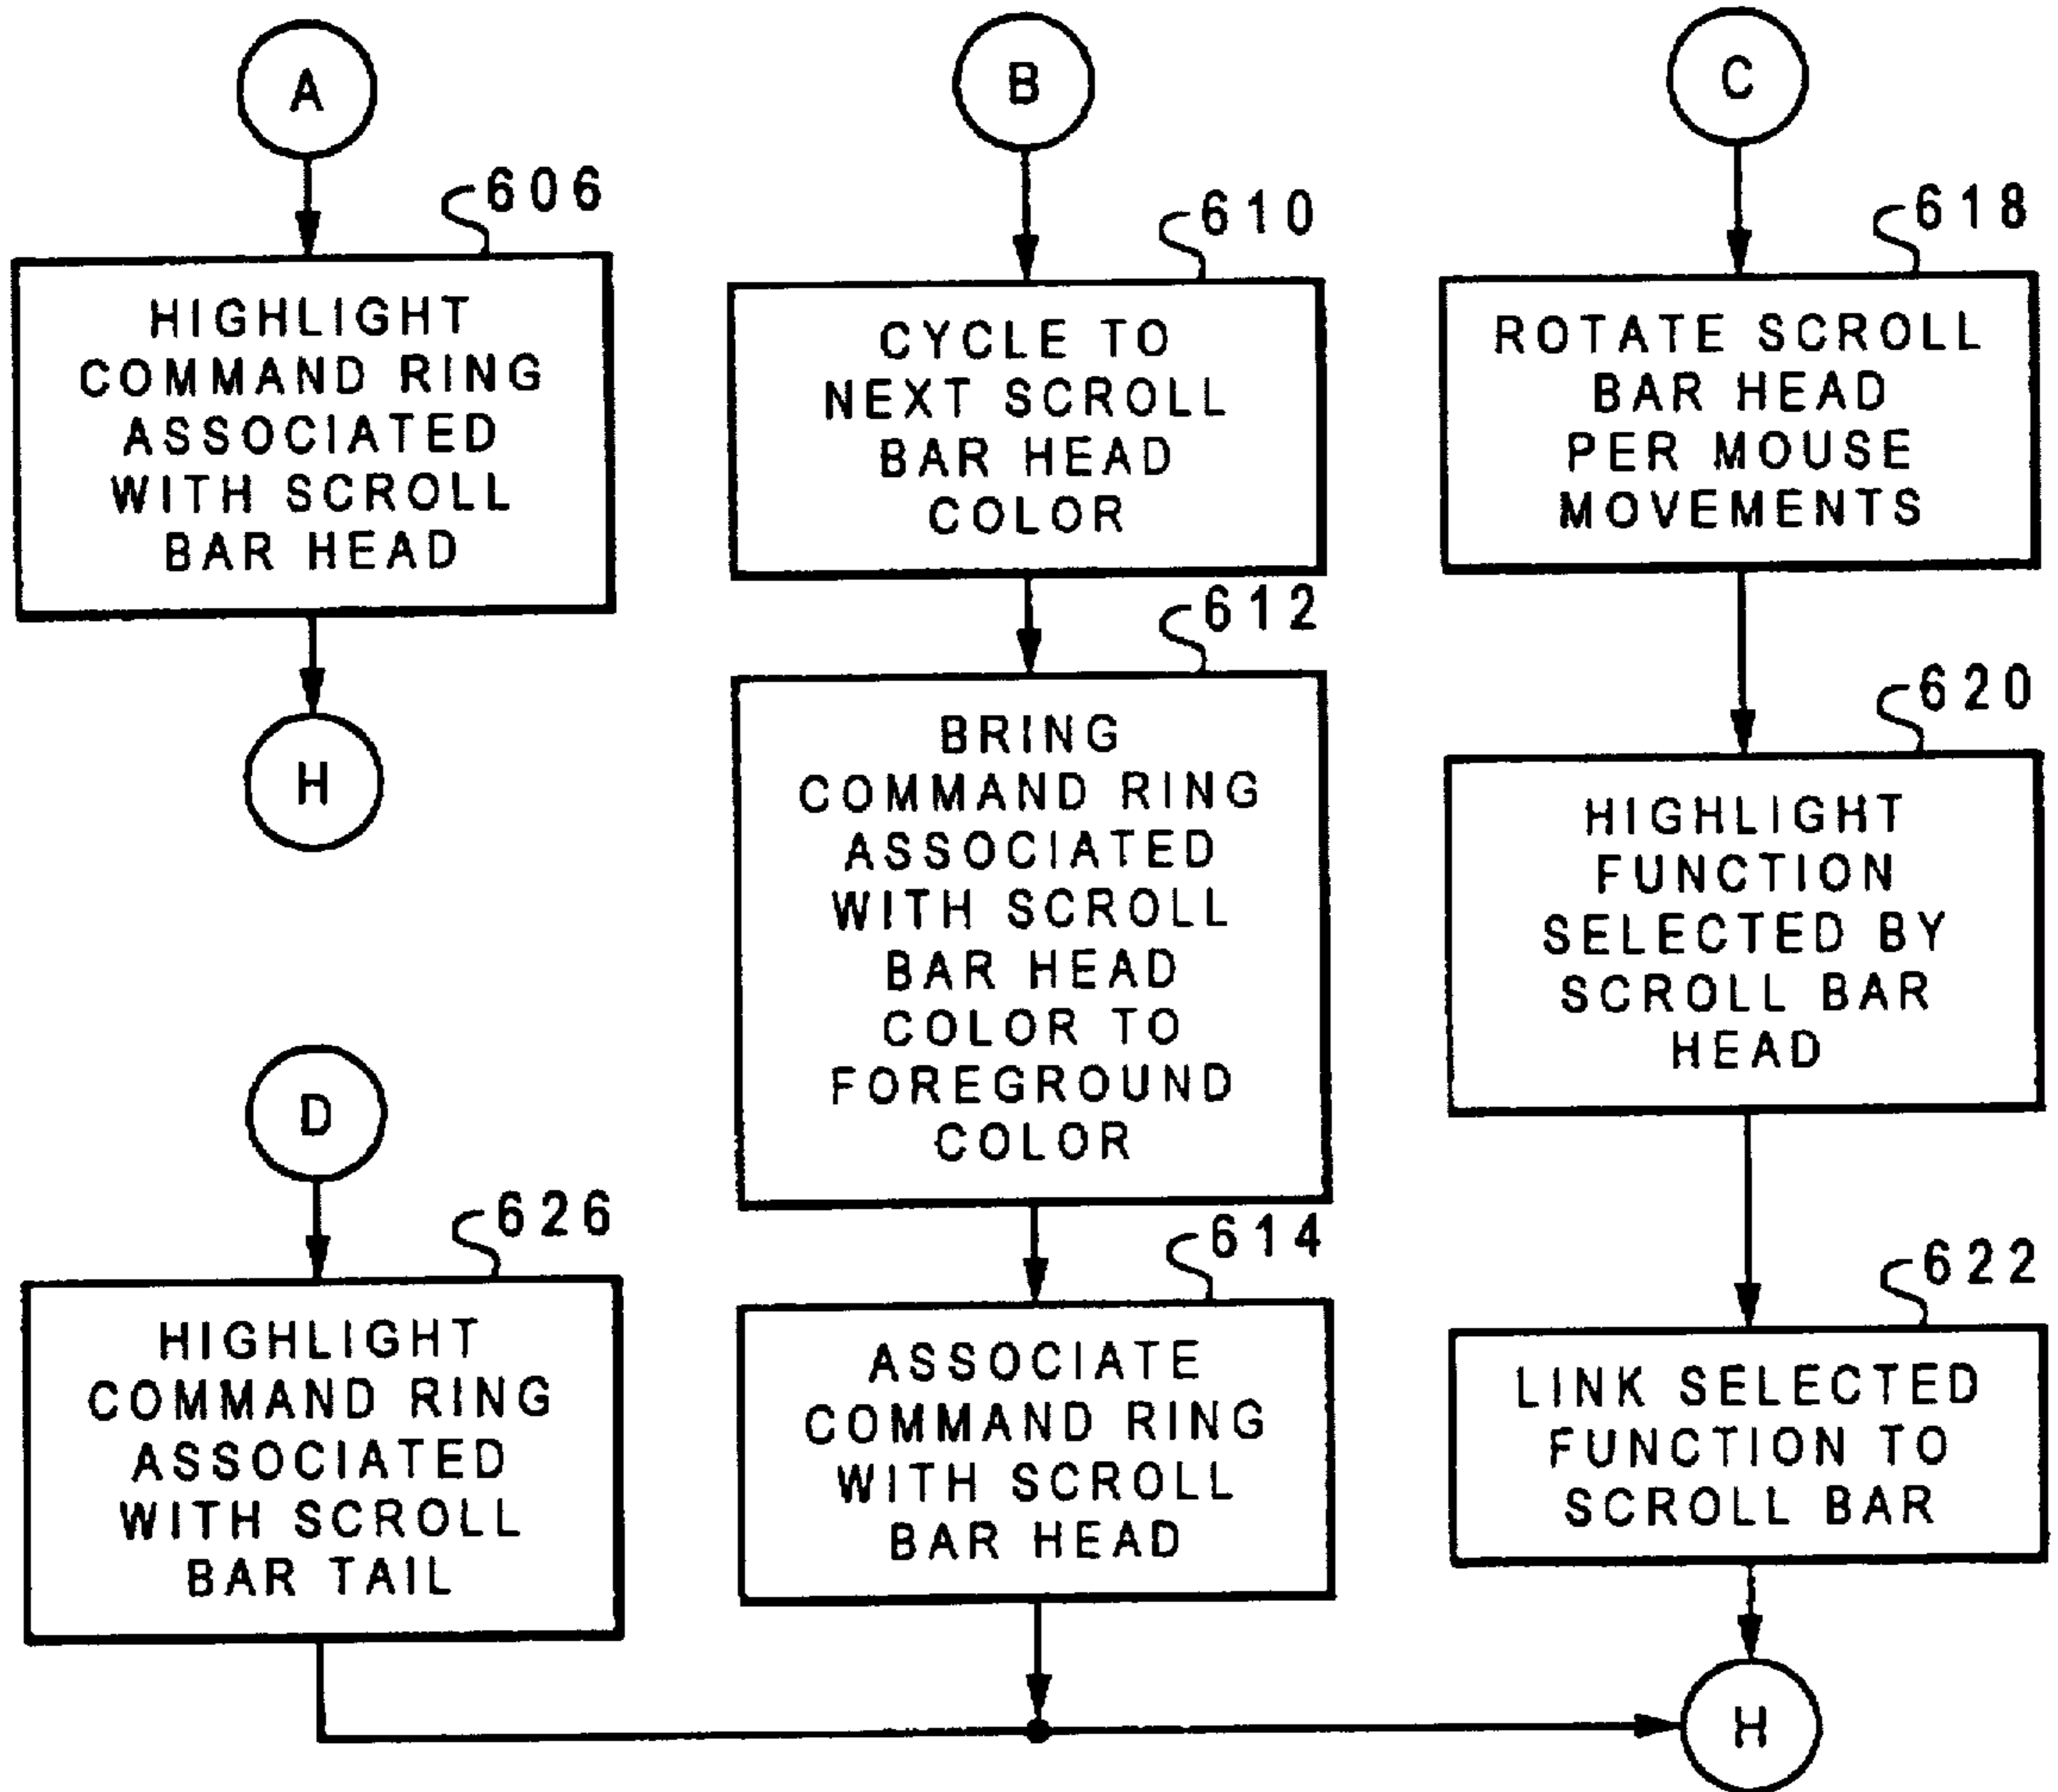 A
606
HIGHLIGHT
COMMAND RING
ASSOCIATED
WITH SCROLL
BAR HEAD
H
D
626
HIGHLIGHT
COMMAND RING
ASSOCIATED
WITH SCROLL
BAR TAIL
B
610
CYCLE TO
NEXT SCROLL
BAR HEAD
COLOR
612
BRING
COMMAND RING
ASSOCIATED
WITH SCROLL
BAR HEAD
COLOR TO
FOREGROUND
COLOR
614
ASSOCIATE
COMMAND RING
WITH SCROLL
BAR HEAD
C
618
ROTATE SCROLL
BAR HEAD
PER MOUSE
MOVEMENTS
620
HIGHLIGHT
FUNCTION
SELECTED BY
SCROLL BAR
HEAD
622
LINK SELECTED
FUNCTION TO
SCROLL BAR
H